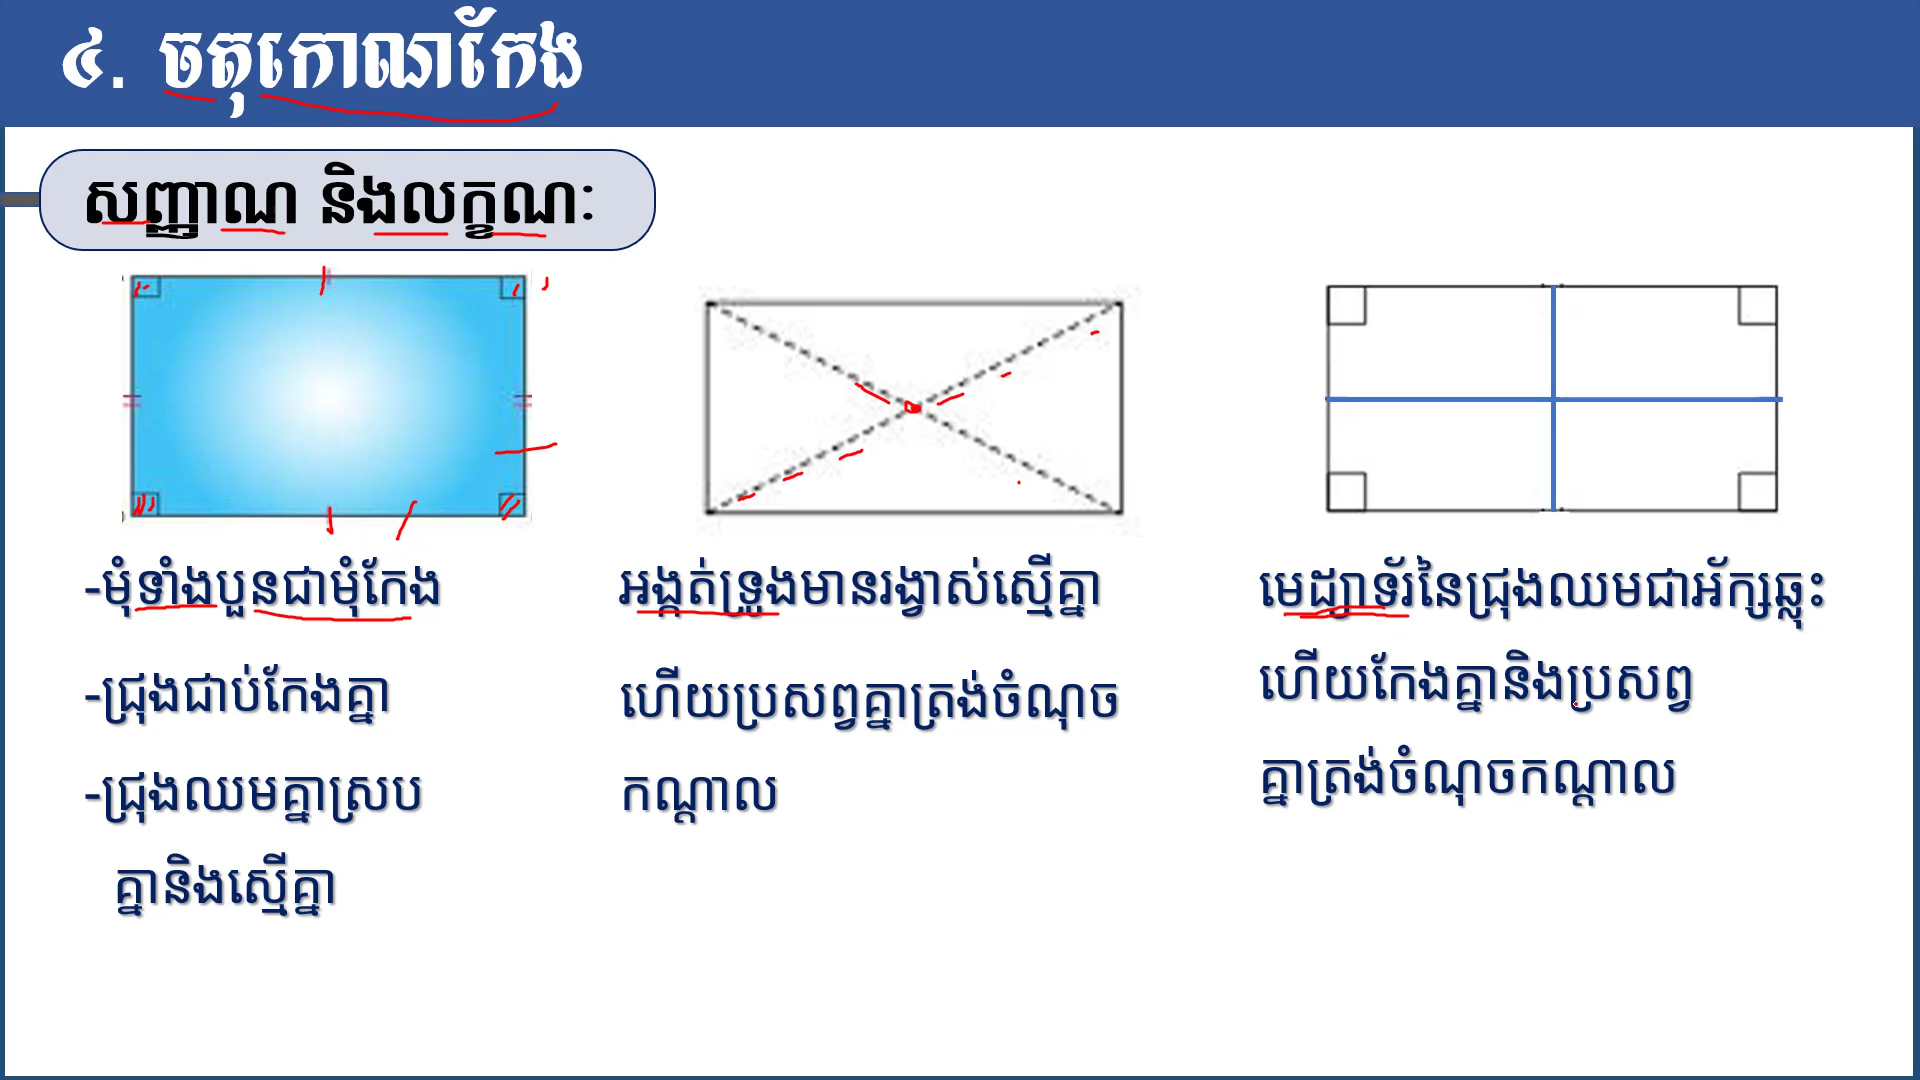 ៤. ចតុកោណកែង
សញ្ញាណ និងលក្ខណៈ
-មុំទាំងបួនជាមុំកែង
-ជ្រុងជាប់កែងគ្នា
-ជ្រុងឈមគ្នាស្រប
គ្នានិងស្មើគ្នា
អង្កត់ទ្រូងមានរង្វាស់ស្មើគ្នា
ហើយប្រសព្វគ្នាត្រង់ចំណុច
កណ្ដាល
មេដ្យាទ័រនៃជ្រុងឈមជាអ័ក្សឆ្លុះ
ហើយកែងគ្នានិងប្រសព្វ
គ្នាត្រង់ចំណុចកណ្ដាល